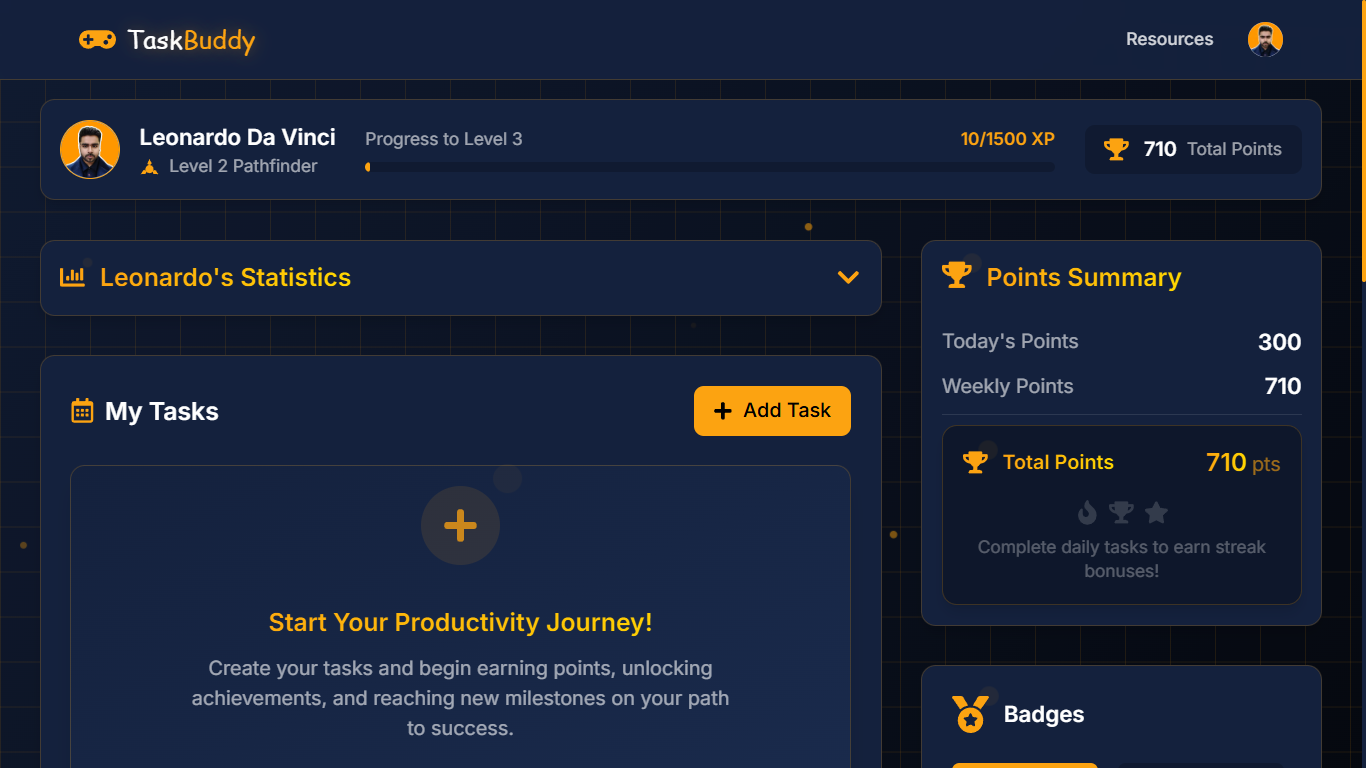 TaskBuddy
Resources
Leonardo Da Vinci
Level 2 Pathfinder
Progress to Level 3
10/1500 XP
710 Total Points
Leonardo's Statistics
My Tasks
Add Task
Start Your Productivity Journey!
Create your tasks and begin earning points, unlocking
achievements, and reaching new milestones on your path
to success.
Points Summary
Today's Points 300
Weekly Points 710
Total Points 710 pts
Complete daily tasks to earn streak
bonuses!
Badges